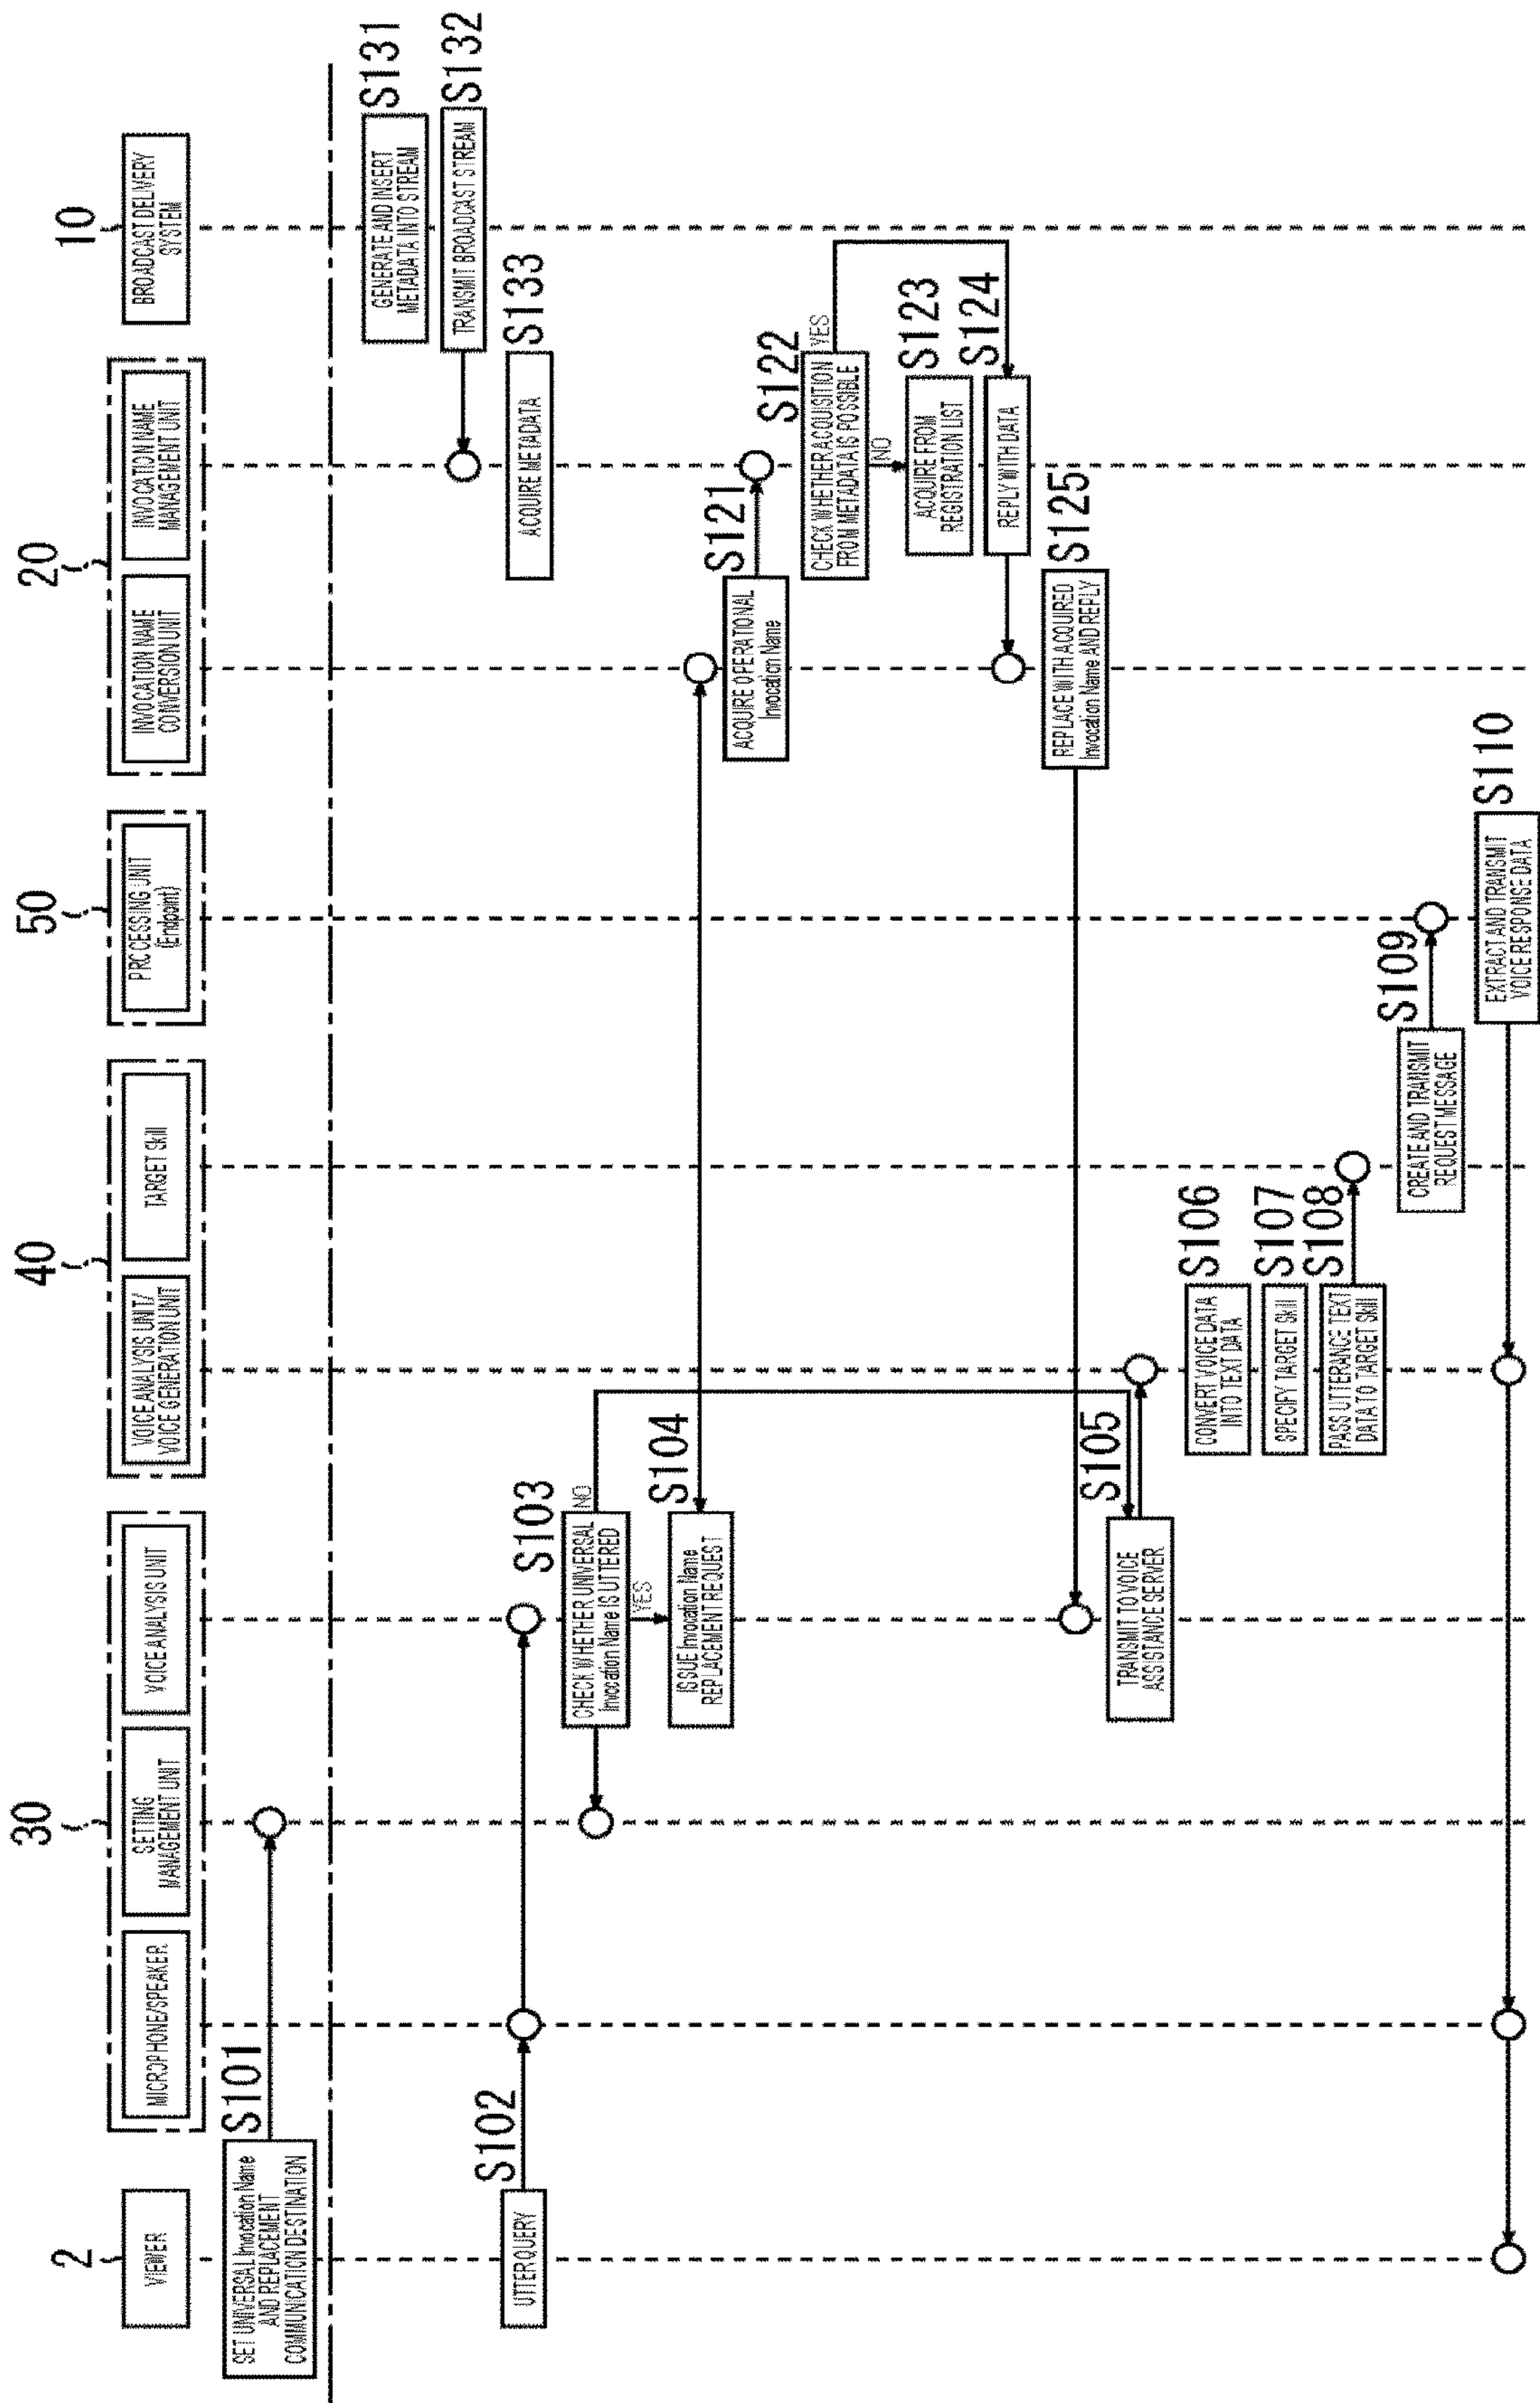 2
30
40
50
20
10
VIEWER
MICROPHONE/SPEAKER
SETTING
MANAGEMENT UNIT
VOICE ANALYSIS UNIT
VOICE ANALYSIS UNIT/
VOICE GENERATION UNIT
TARGET Skill
PROCESSING UNIT
(Endpoint)
INVOCATION NAME
CONVERSION UNIT
INVOCATION NAME
MANAGEMENT UNIT
BROADCAST DELIVERY
SYSTEM
S101
SET UNIVERSAL Invocation Name
AND REPLACEMENT
COMMUNICATION DESTINATION
S131
GENERATE AND INSERT
METADATA INTO STREAM
S132
TRANSMIT BROADCAST STREAM
S133
ACQUIRE METADATA
S102
UTTER QUERY
S103
CHECK WHETHER UNIVERSAL
Invocation Name IS UTTERED
NO
YES
S104
ISSUE Invocation Name
REPLACEMENT REQUEST
S121
ACQUIRE OPERATIONAL
Invocation Name
S122
CHECK WHETHER ACQUISITION
FROM METADATA IS POSSIBLE
YES
NO
S123
ACQUIRE FROM
REGISTRATION LIST
S124
REPLY WITH DATA
S125
REPLACE WITH ACQUIRED
Invocation Name AND REPLY
S105
TRANSMIT TO VOICE
ASSISTANCE SERVER
S106
CONVERT VOICE DATA
INTO TEXT DATA
S107
SPECIFY TARGET Skill
S108
PASS UTTERANCE TEXT
DATA TO TARGET Skill
S109
CREATE AND TRANSMIT
REQUEST MESSAGE
S110
EXTRACT AND TRANSMIT
VOICE RESPONSE DATA